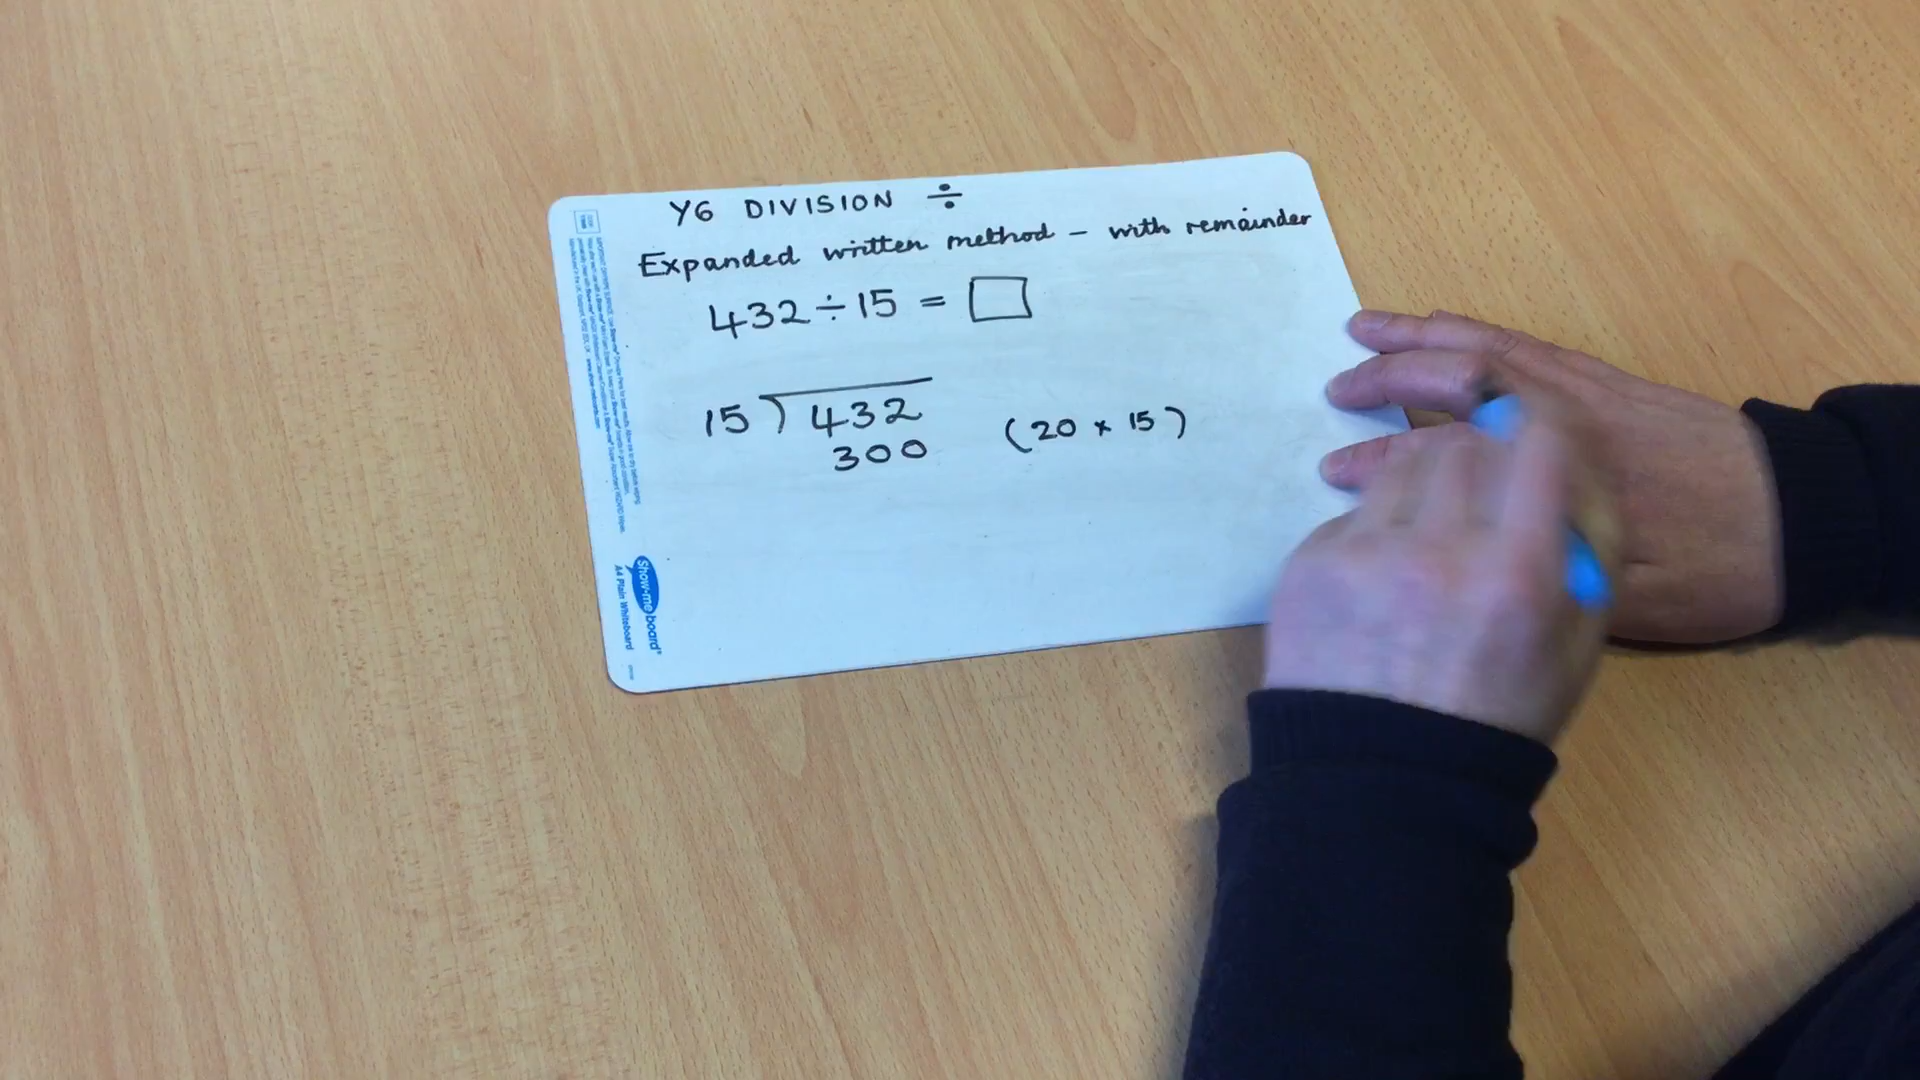 Y6 DIVISION ÷
Expanded written method – with remainder
432 ÷ 15 = □
15 ) 432
300 (20 × 15)
Show-me board
A4 Plain Whiteboard